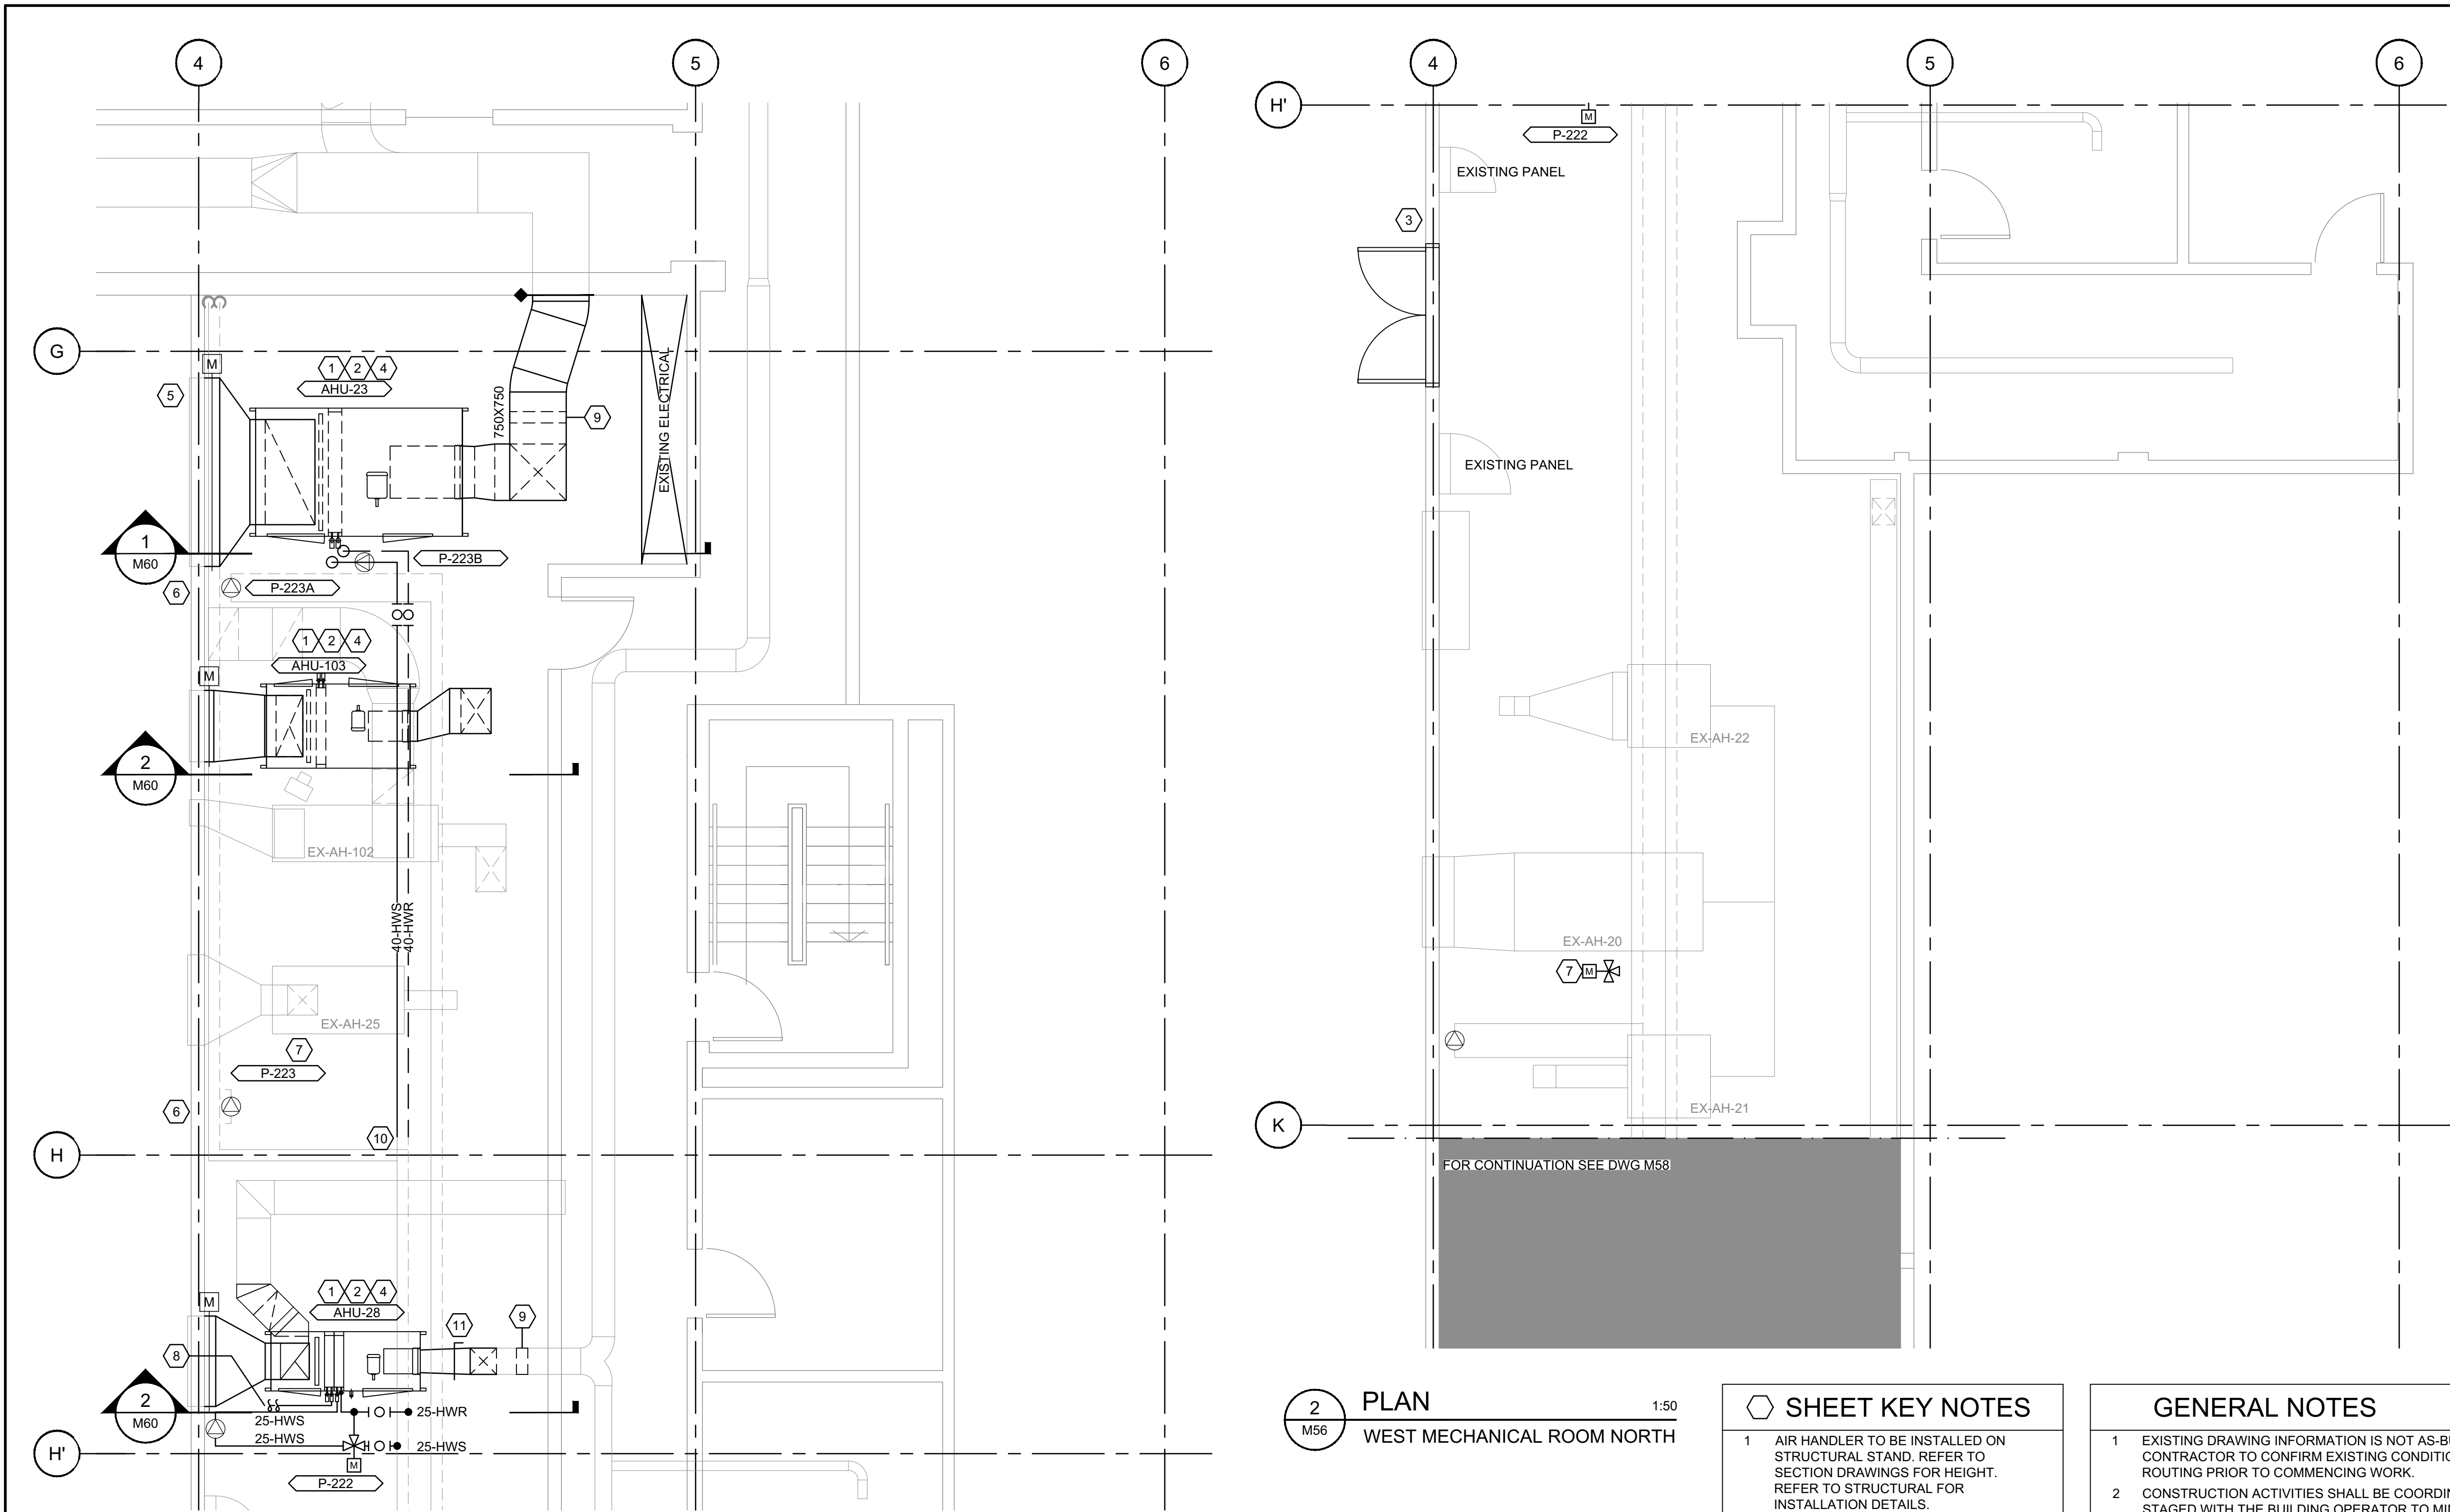 4
5
6
G
M
1 2 4
AHU-23
5
750X750
9
EXISTING ELECTRICAL
1
M60
P-223B
P-223A
6
1 2 4
AHU-103
M
2
M60
EX-AH-102
40-HWS
40-HWR
EX-AH-25
7
P-223
6
10
H
1 2 4
AHU-28
M
11
9
8
2
M60
25-HWS
25-HWR
25-HWS
25-HWS
H'
M
P-222
4
5
6
H'
M
P-222
EXISTING PANEL
3
EXISTING PANEL
EX-AH-22
EX-AH-20
7 M
EX-AH-21
K
FOR CONTINUATION SEE DWG M58
2
M56
PLAN
1:50
WEST MECHANICAL ROOM NORTH
SHEET KEY NOTES
1 AIR HANDLER TO BE INSTALLED ON
STRUCTURAL STAND. REFER TO
SECTION DRAWINGS FOR HEIGHT.
REFER TO STRUCTURAL FOR
INSTALLATION DETAILS.
GENERAL NOTES
1 EXISTING DRAWING INFORMATION IS NOT
CONTRACTOR TO CONFIRM EXISTING
ROUTING PRIOR TO COMMENCING WORK.
2 CONSTRUCTION ACTIVITIES SHALL BE
STAGED WITH THE BUILDING OPERATOR TO